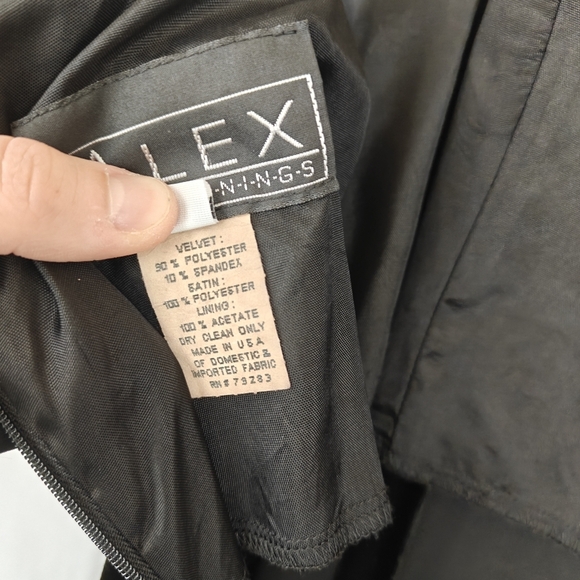 ALEX
-N-I-N-G-S
VELVET:
90% POLYESTER
10% SPANDEX
SATIN:
100% POLYESTER
LINING:
100% ACETATE
DRY CLEAN ONLY
MADE IN U.S.A
OF DOMESTIC &
IMPORTED FABRIC
RN# 79283